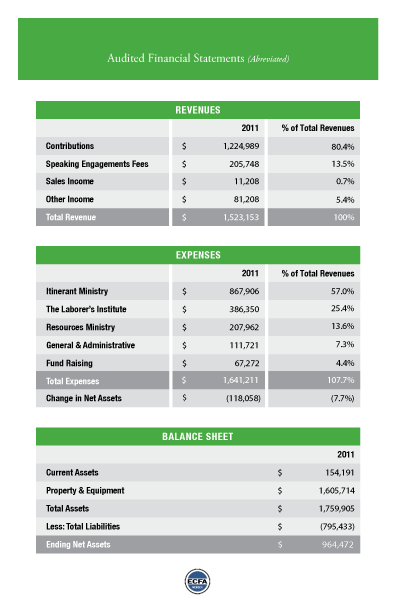 Audited Financial Statements (Abreviated)
REVENUES
2011 % of Total Revenues
Contributions $ 1,224,989 80.4%
Speaking Engagements Fees $ 205,748 13.5%
Sales Income $ 11,208 0.7%
Other Income $ 81,208 5.4%
Total Revenue $ 1,523,153 100%
EXPENSES
2011 % of Total Revenues
Itinerant Ministry $ 867,906 57.0%
The Laborer's Institute $ 386,350 25.4%
Resources Ministry $ 207,962 13.6%
General & Administrative $ 111,721 7.3%
Fund Raising $ 67,272 4.4%
Total Expenses $ 1,641,211 107.7%
Change in Net Assets $ (118,058) (7.7%)
BALANCE SHEET
2011
Current Assets $ 154,191
Property & Equipment $ 1,605,714
Total Assets $ 1,759,905
Less: Total Liabilities $ (795,433)
Ending Net Assets $ 964,472
ECFA